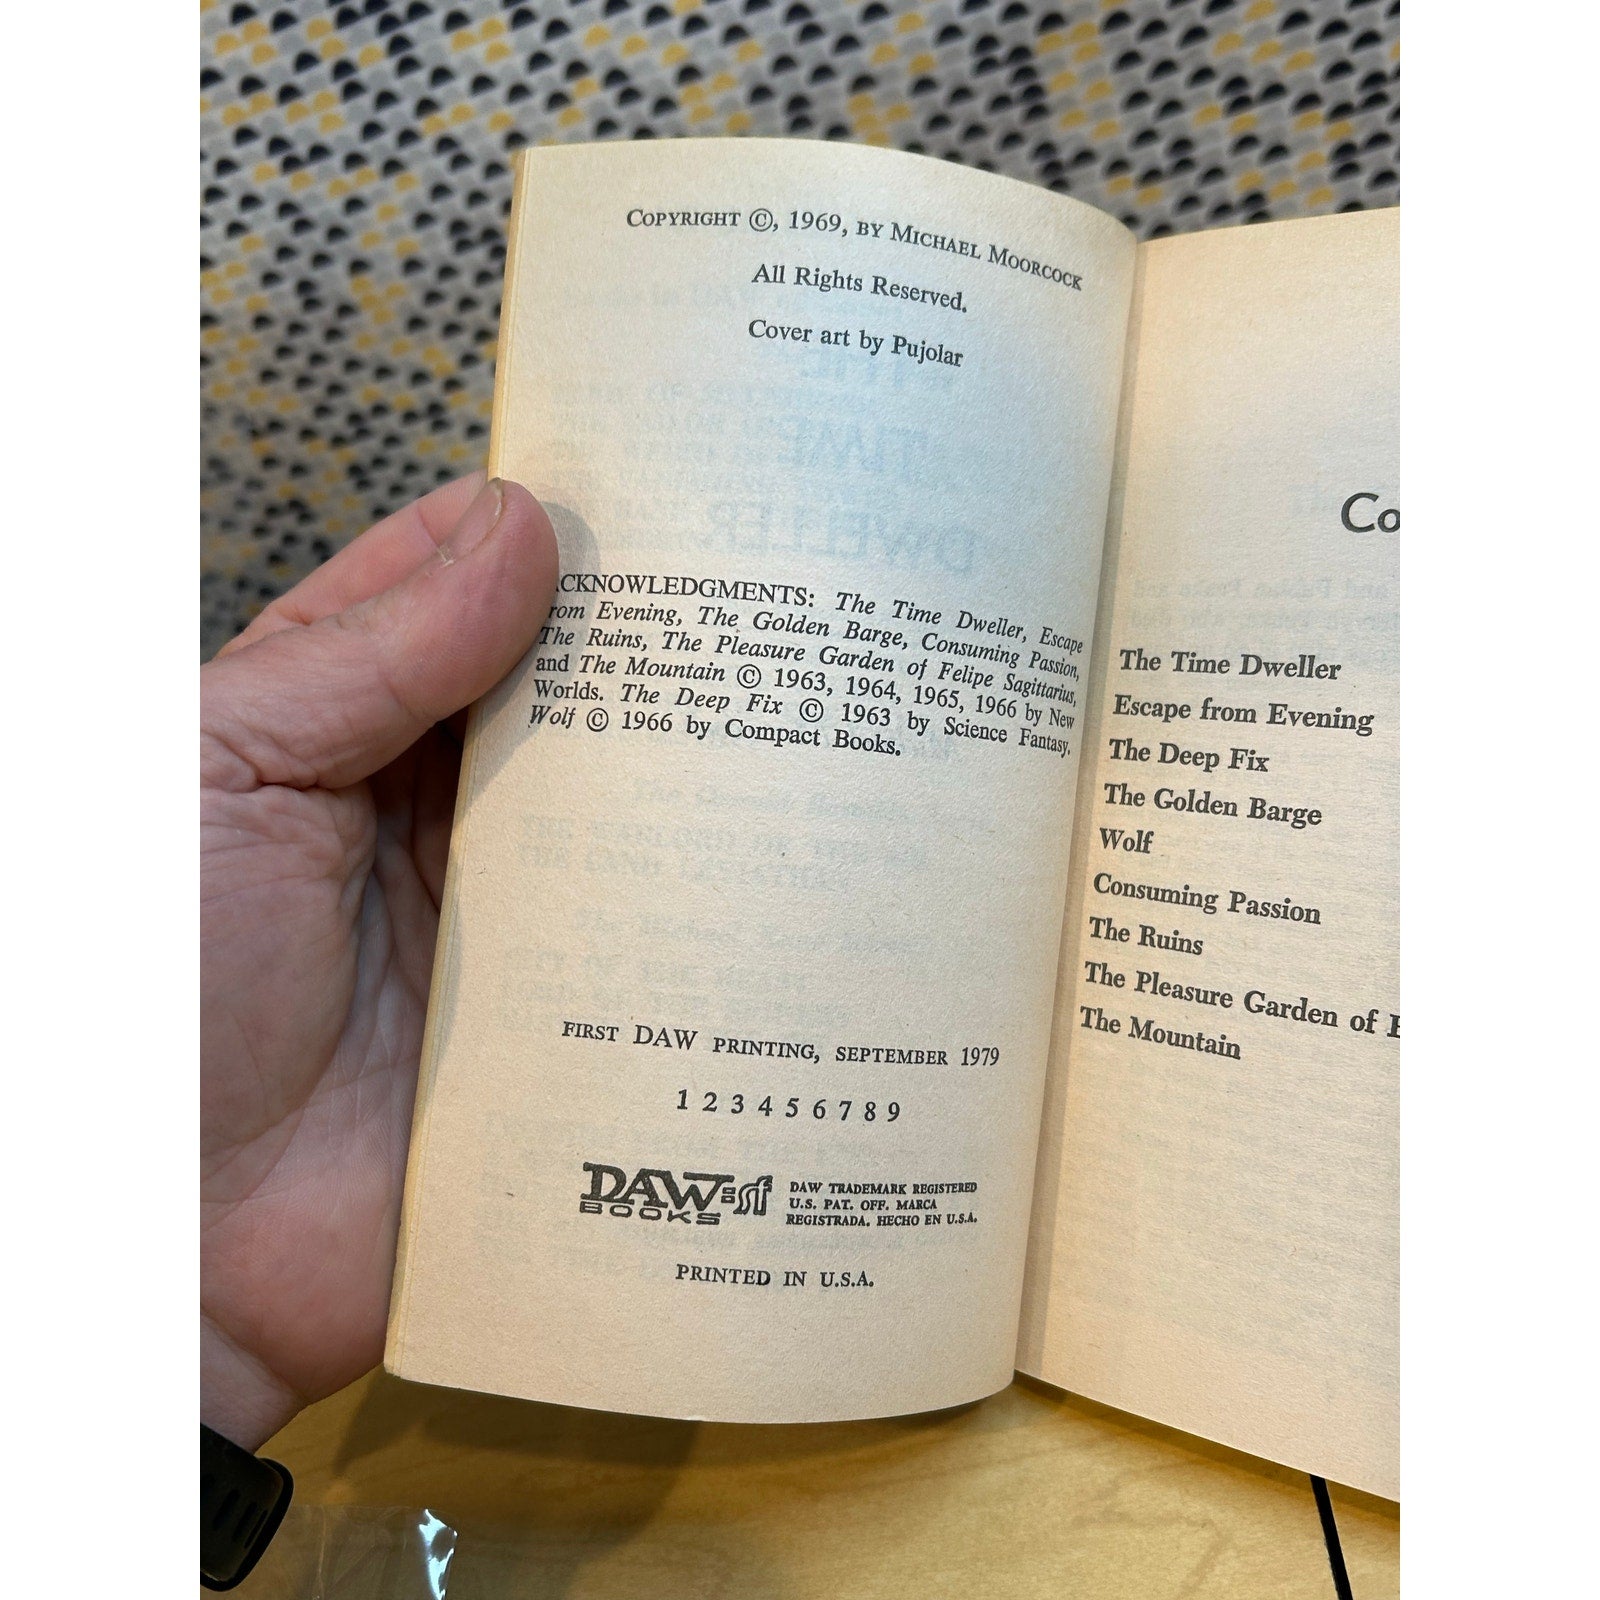 COPYRIGHT ©, 1969, BY MICHAEL MOORCOCK
All Rights Reserved.
Cover art by Pujolar
ACKNOWLEDGMENTS: The Time Dweller, Escape
from Evening, The Golden Barge, Consuming Passion,
The Ruins, The Pleasure Garden of Felipe Sagittarius,
and The Mountain © 1963, 1964, 1965, 1966 by New
Worlds. The Deep Fix © 1963 by Science Fantasy.
Wolf © 1966 by Compact Books.
FIRST DAW PRINTING, SEPTEMBER 1979
1 2 3 4 5 6 7 8 9
DAW sf
BOOKS
DAW TRADEMARK REGISTERED
U.S. PAT. OFF. MARCA
REGISTRADA. HECHO EN U.S.A.
PRINTED IN U.S.A.
Co
The Time Dweller
Escape from Evening
The Deep Fix
The Golden Barge
Wolf
Consuming Passion
The Ruins
The Pleasure Garden of
The Mountain